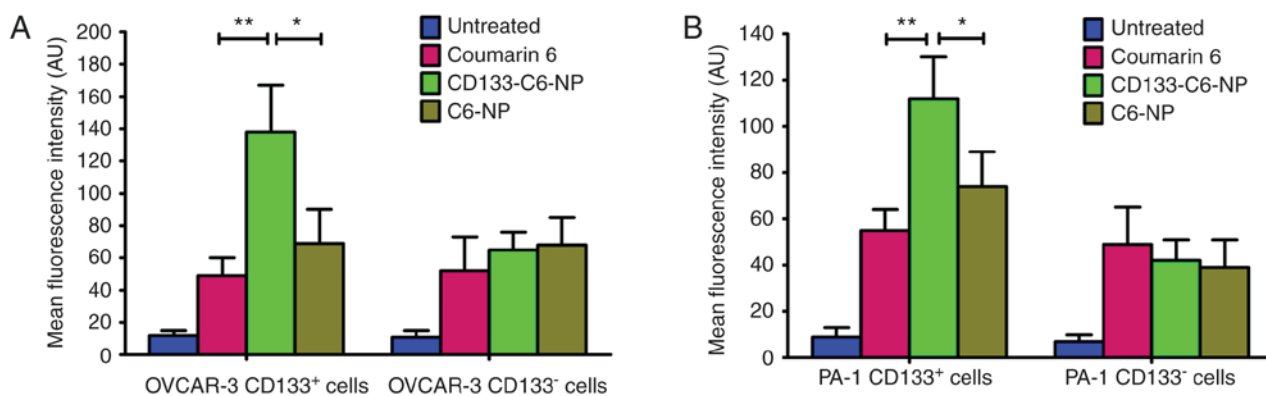 A
Mean fluorescence intensity (AU)
200
180
160
140
120
100
80
60
40
20
0
**
*
Untreated
Coumarin 6
CD133-C6-NP
C6-NP
OVCAR-3 CD133⁺ cells
OVCAR-3 CD133⁻ cells
B
Mean fluorescence intensity (AU)
140
120
100
80
60
40
20
0
**
*
Untreated
Coumarin 6
CD133-C6-NP
C6-NP
PA-1 CD133⁺ cells
PA-1 CD133⁻ cells